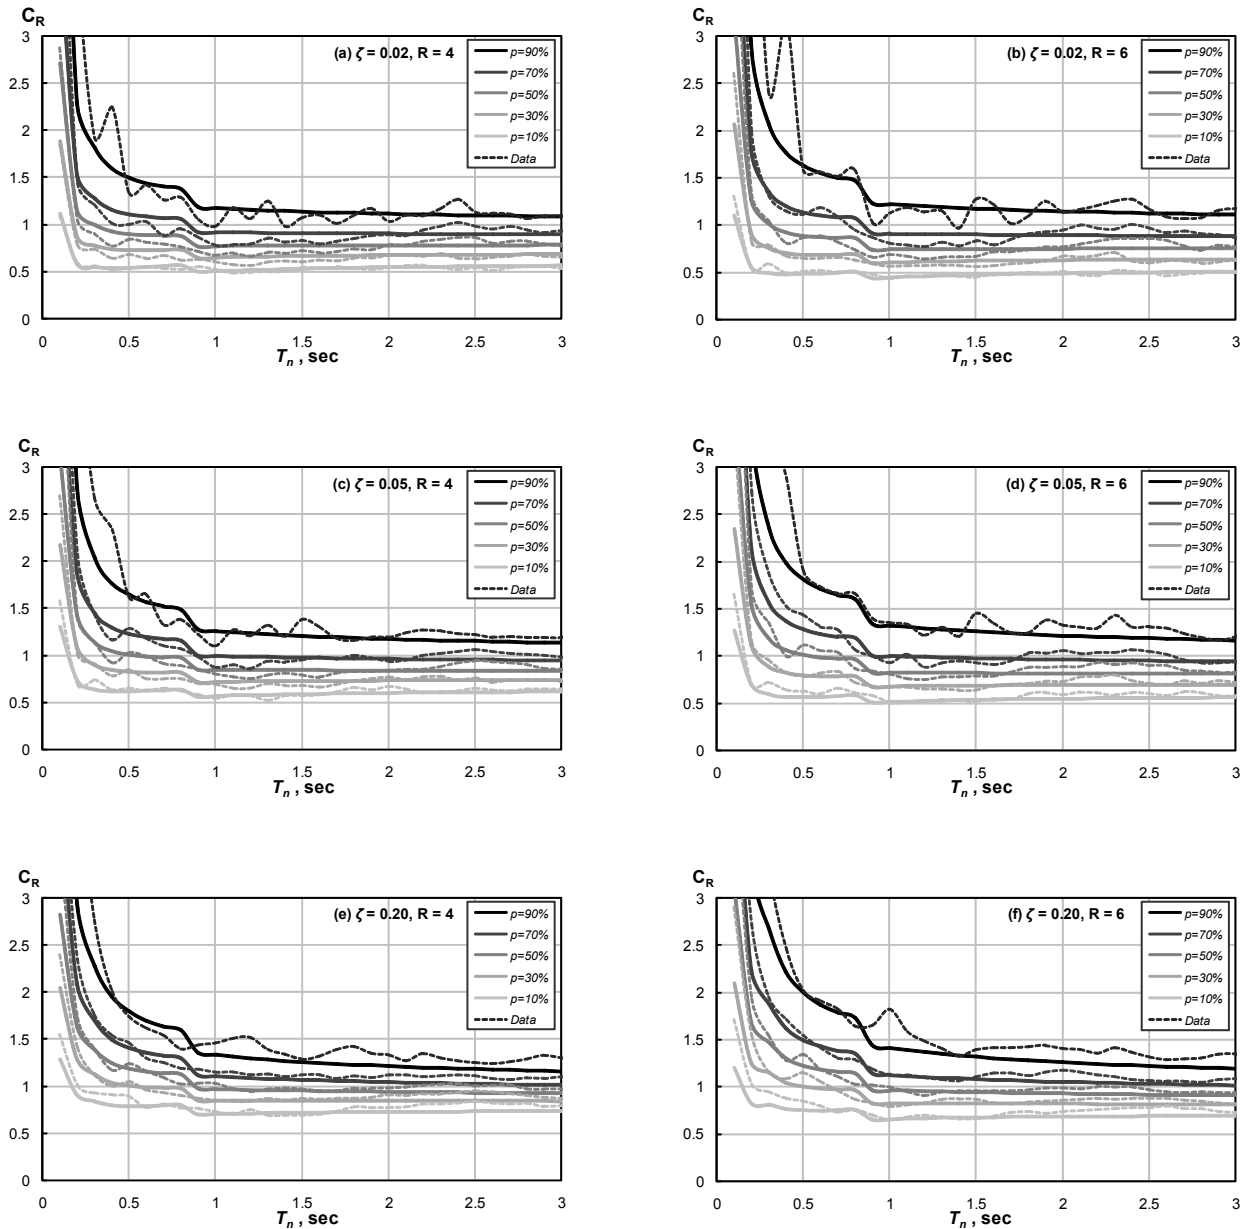 C_R
3
2.5
2
1.5
1
0.5
0
0 0.5 1 1.5 2 2.5 3
T_n , sec
(a) ζ = 0.02, R = 4
p=90%
p=70%
p=50%
p=30%
p=10%
Data
C_R
3
2.5
2
1.5
1
0.5
0
0 0.5 1 1.5 2 2.5 3
T_n , sec
(b) ζ = 0.02, R = 6
p=90%
p=70%
p=50%
p=30%
p=10%
Data
C_R
3
2.5
2
1.5
1
0.5
0
0 0.5 1 1.5 2 2.5 3
T_n , sec
(c) ζ = 0.05, R = 4
p=90%
p=70%
p=50%
p=30%
p=10%
Data
C_R
3
2.5
2
1.5
1
0.5
0
0 0.5 1 1.5 2 2.5 3
T_n , sec
(d) ζ = 0.05, R = 6
p=90%
p=70%
p=50%
p=30%
p=10%
Data
C_R
3
2.5
2
1.5
1
0.5
0
0 0.5 1 1.5 2 2.5 3
T_n , sec
(e) ζ = 0.20, R = 4
p=90%
p=70%
p=50%
p=30%
p=10%
Data
C_R
3
2.5
2
1.5
1
0.5
0
0 0.5 1 1.5 2 2.5 3
T_n , sec
(f) ζ = 0.20, R = 6
p=90%
p=70%
p=50%
p=30%
p=10%
Data